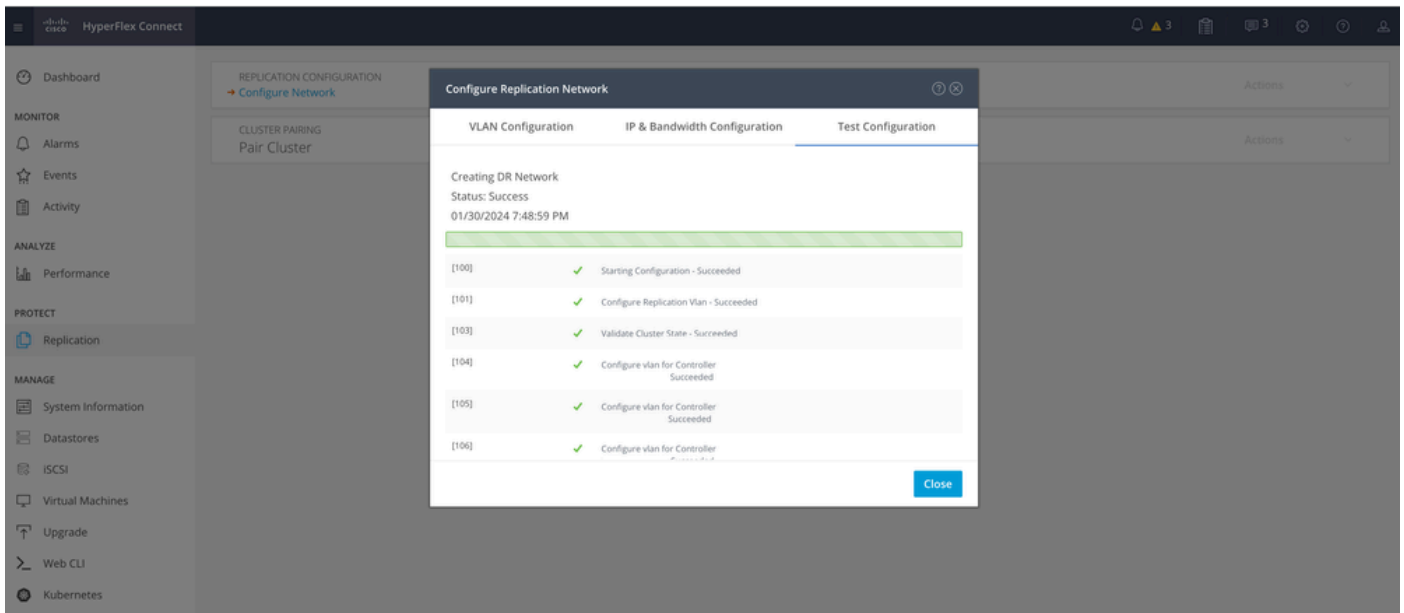 CISCO HyperFlex Connect
3
3
Dashboard
MONITOR
Alarms
Events
Activity
ANALYZE
Performance
PROTECT
Replication
MANAGE
System Information
Datastores
iSCSI
Virtual Machines
Upgrade
Web CLI
Kubernetes
REPLICATION CONFIGURATION
Configure Network
Actions
CLUSTER PAIRING
Pair Cluster
Actions
Configure Replication Network
VLAN Configuration IP & Bandwidth Configuration Test Configuration
Creating DR Network
Status: Success
01/30/2024 7:48:59 PM
[100] Starting Configuration - Succeeded
[101] Configure Replication Vlan - Succeeded
[103] Validate Cluster State - Succeeded
[104] Configure vlan for Controller
Succeeded
[105] Configure vlan for Controller
Succeeded
[106] Configure vlan for Controller
Close